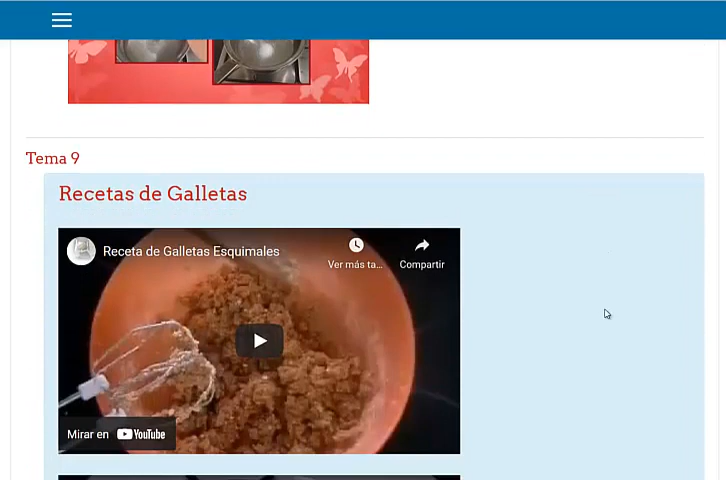 Tema 9
Recetas de Galletas
Receta de Galletas Esquimales
Ver más ta...
Compartir
Mirar en YouTube